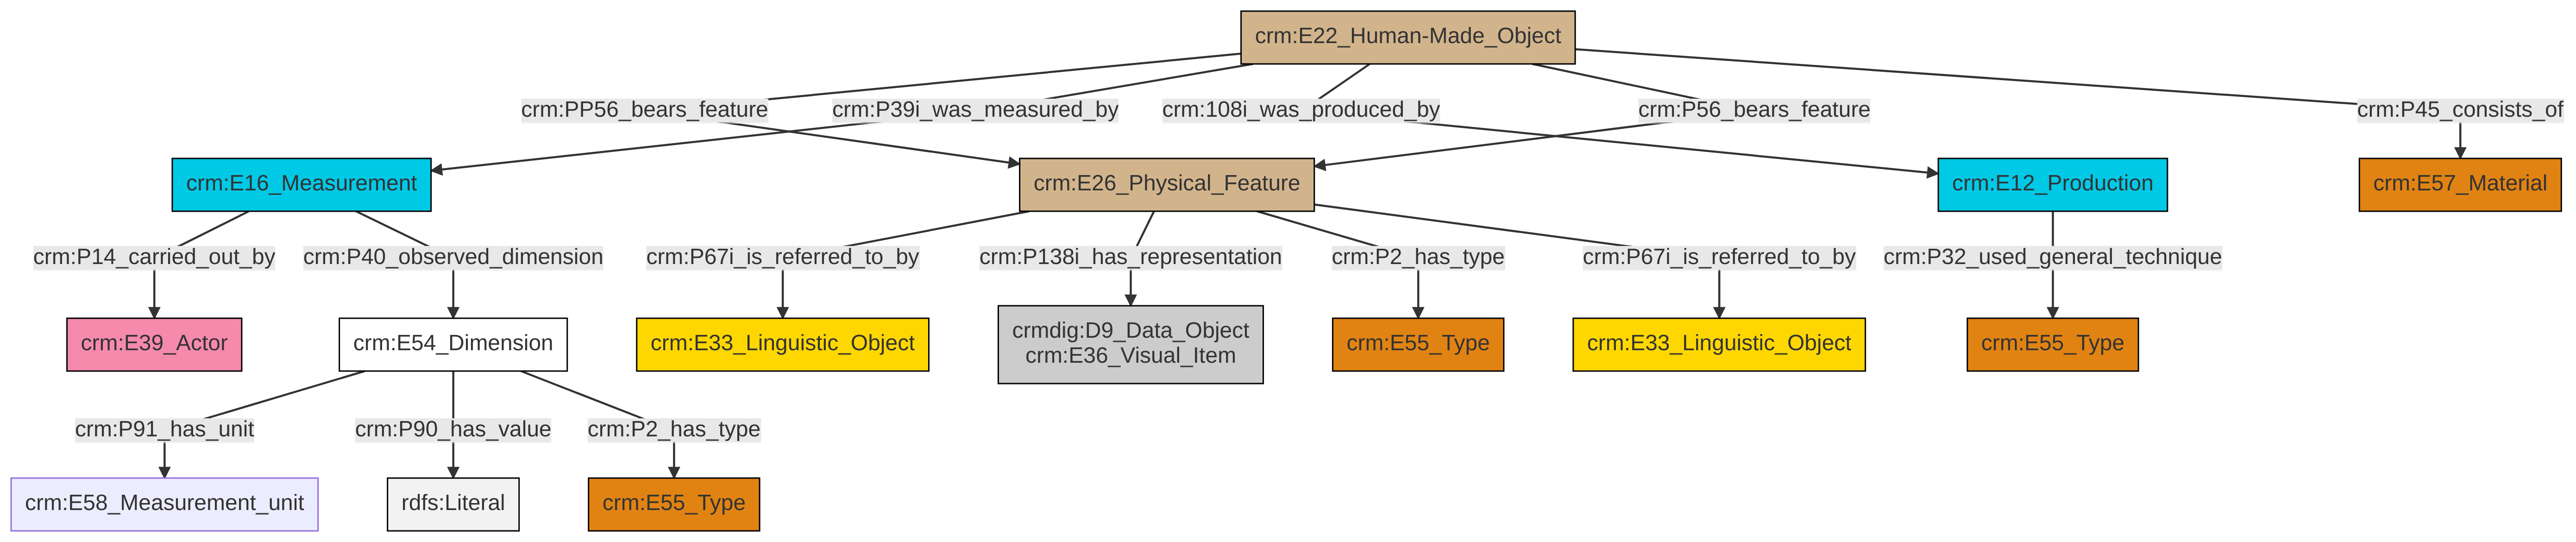 crm:E22_Human-Made_Object
crm:PP56_bears_feature
crm:P39i_was_measured_by
crm:108i_was_produced_by
crm:P56_bears_feature
crm:P45_consists_of
crm:E16_Measurement
crm:E26_Physical_Feature
crm:E12_Production
crm:E57_Material
crm:P14_carried_out_by
crm:P40_observed_dimension
crm:P67i_is_referred_to_by
crm:P138i_has_representation
crm:P2_has_type
crm:P67i_is_referred_to_by
crm:P32_used_general_technique
crm:E39_Actor
crm:E54_Dimension
crm:E33_Linguistic_Object
crmdig:D9_Data_Object
crm:E36_Visual_Item
crm:E55_Type
crm:E33_Linguistic_Object
crm:E55_Type
crm:P91_has_unit
crm:P90_has_value
crm:P2_has_type
crm:E58_Measurement_unit
rdfs:Literal
crm:E55_Type